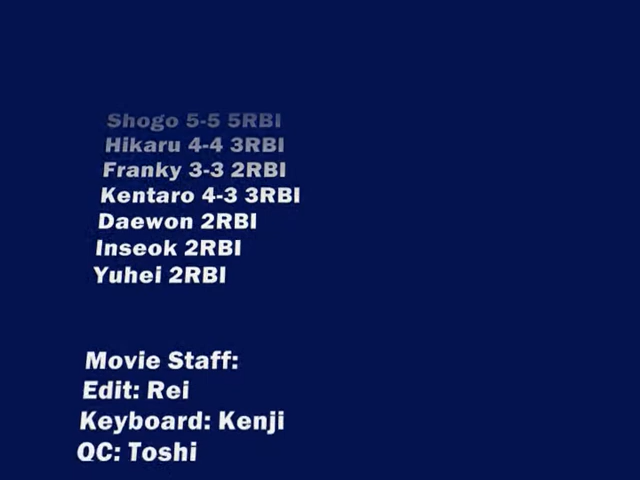 Shogo 5-5 5RBI
Hikaru 4-4 3RBI
Franky 3-3 2RBI
Kentaro 4-3 3RBI
Daewon 2RBI
Inseok 2RBI
Yuhei 2RBI
Movie Staff:
Edit: Rei
Keyboard: Kenji
QC: Toshi